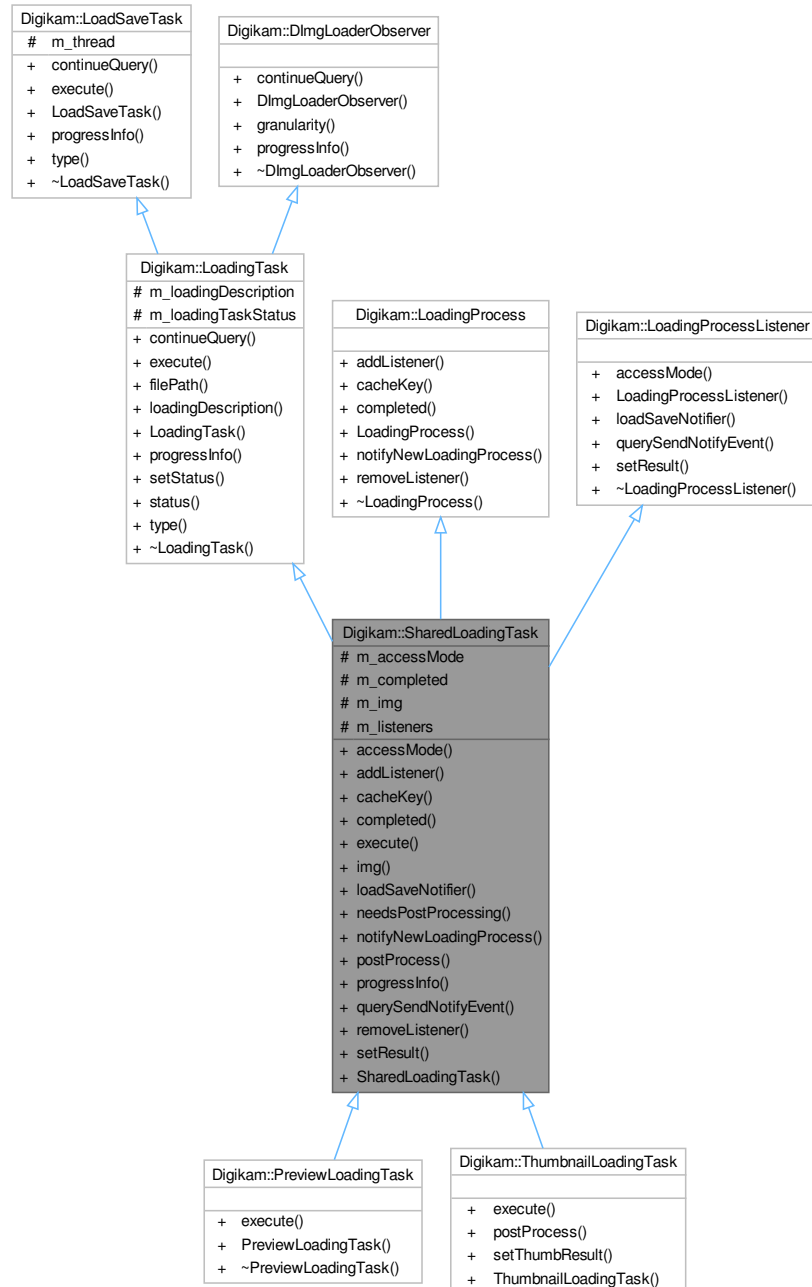 Digikam::LoadSaveTask
# m_thread
+ continueQuery()
+ execute()
+ LoadSaveTask()
+ progressInfo()
+ type()
+ ~LoadSaveTask()
Digikam::DImgLoaderObserver
+ continueQuery()
+ DImgLoaderObserver()
+ granularity()
+ progressInfo()
+ ~DImgLoaderObserver()
Digikam::LoadingTask
# m_loadingDescription
# m_loadingTaskStatus
+ continueQuery()
+ execute()
+ filePath()
+ loadingDescription()
+ LoadingTask()
+ progressInfo()
+ setStatus()
+ status()
+ type()
+ ~LoadingTask()
Digikam::LoadingProcess
+ addListener()
+ cacheKey()
+ completed()
+ LoadingProcess()
+ notifyNewLoadingProcess()
+ removeListener()
+ ~LoadingProcess()
Digikam::LoadingProcessListener
+ accessMode()
+ LoadingProcessListener()
+ loadSaveNotifier()
+ querySendNotifyEvent()
+ setResult()
+ ~LoadingProcessListener()
Digikam::SharedLoadingTask
# m_accessMode
# m_completed
# m_img
# m_listeners
+ accessMode()
+ addListener()
+ cacheKey()
+ completed()
+ execute()
+ img()
+ loadSaveNotifier()
+ needsPostProcessing()
+ notifyNewLoadingProcess()
+ postProcess()
+ progressInfo()
+ querySendNotifyEvent()
+ removeListener()
+ setResult()
+ SharedLoadingTask()
Digikam::PreviewLoadingTask
+ execute()
+ PreviewLoadingTask()
+ ~PreviewLoadingTask()
Digikam::ThumbnailLoadingTask
+ execute()
+ postProcess()
+ setThumbResult()
+ ThumbnailLoadingTask()